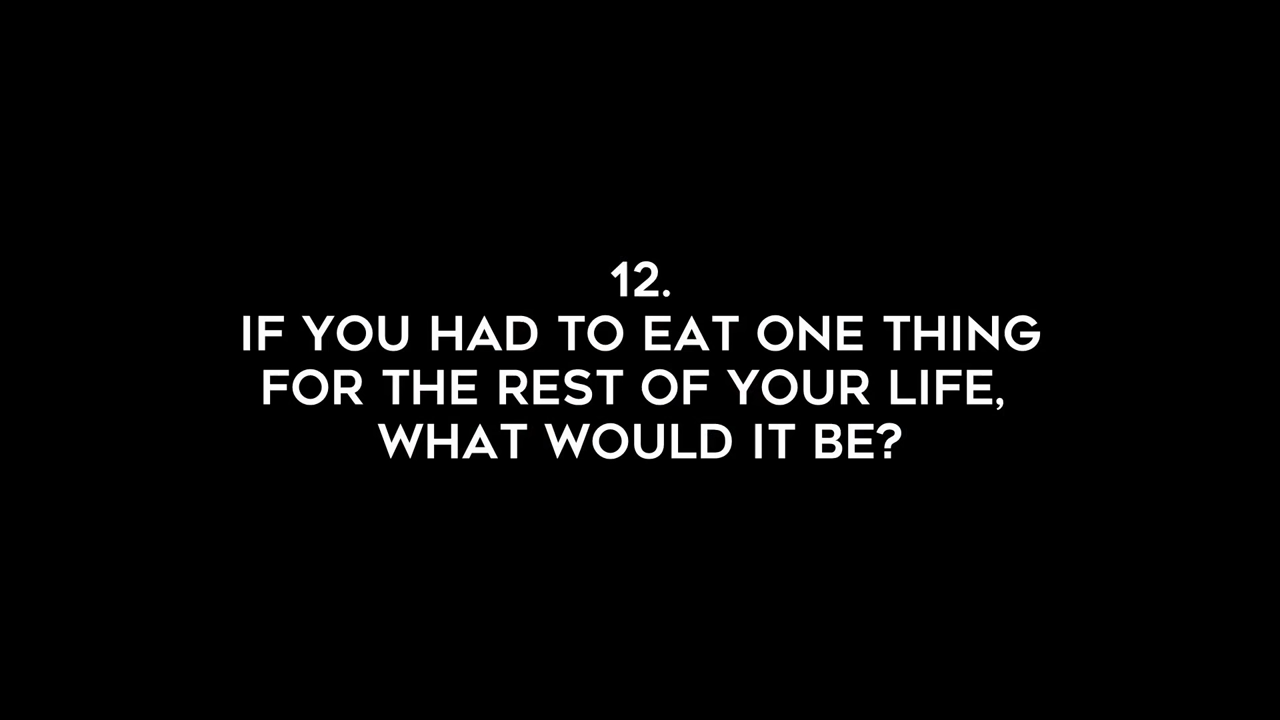 12.
IF YOU HAD TO EAT ONE THING
FOR THE REST OF YOUR LIFE,
WHAT WOULD IT BE?